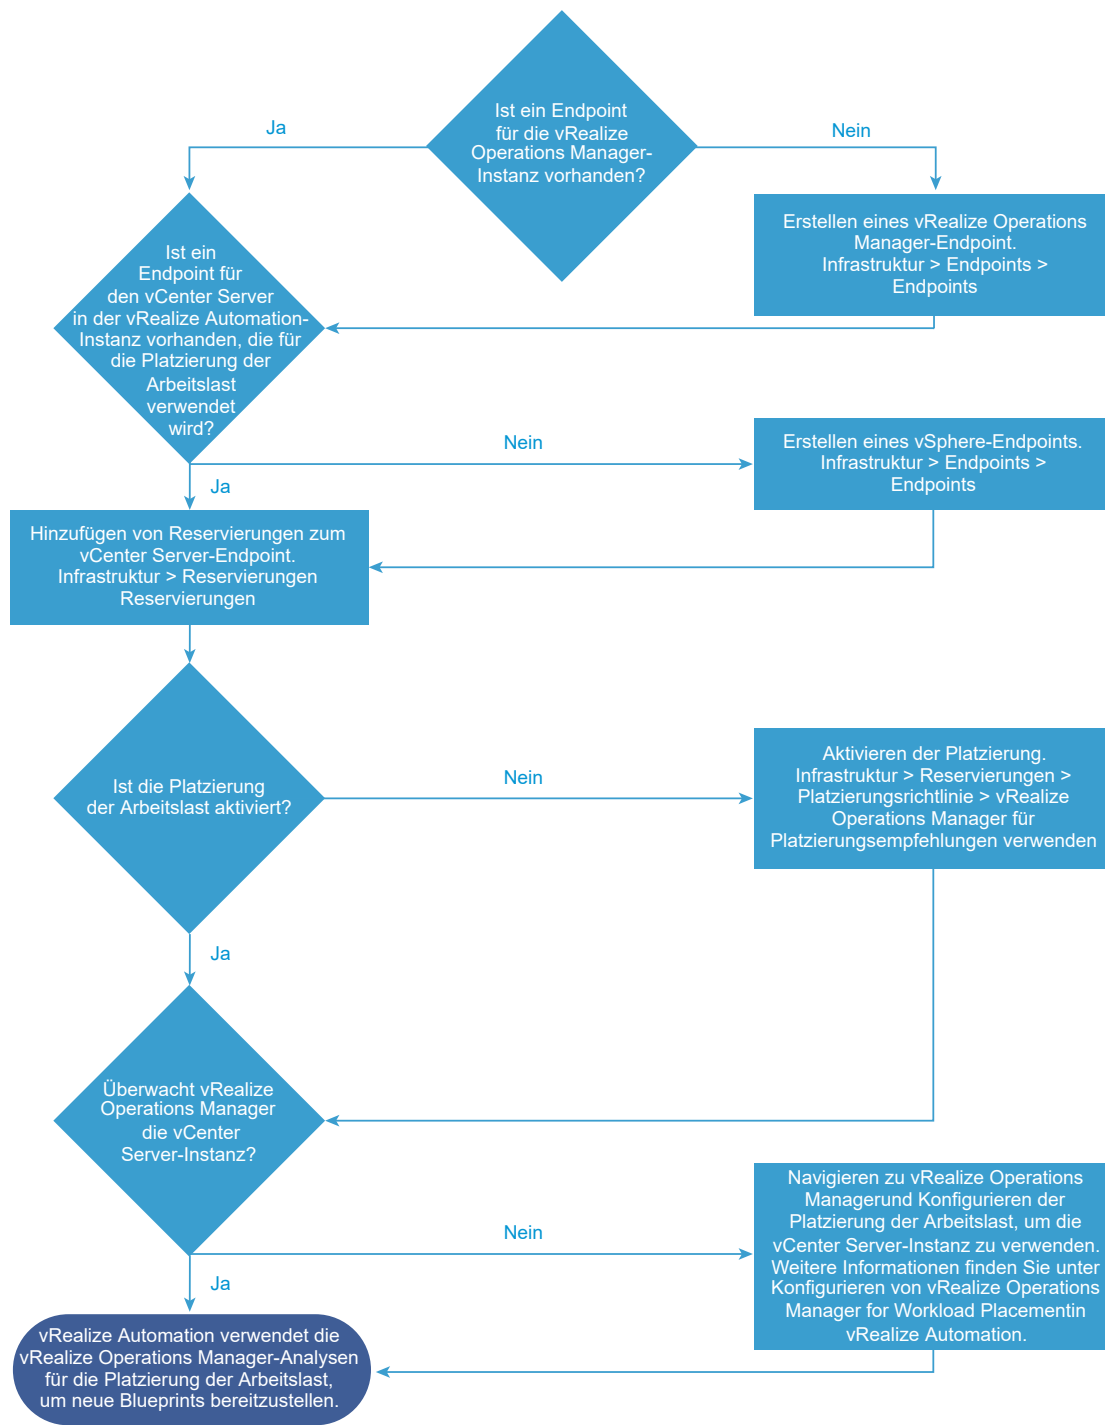 Ist ein Endpoint
für die vRealize
Operations Manager-
Instanz vorhanden?
Ja
Nein
Erstellen eines vRealize Operations
Manager-Endpoint.
Infrastruktur > Endpoints >
Endpoints
Ist ein
Endpoint für
den vCenter Server
in der vRealize Automation-
Instanz vorhanden, die für
die Platzierung der
Arbeitslast
verwendet
wird?
Nein
Ja
Erstellen eines vSphere-Endpoints.
Infrastruktur > Endpoints >
Endpoints
Hinzufügen von Reservierungen zum
vCenter Server-Endpoint.
Infrastruktur > Reservierungen
Reservierungen
Ist die Platzierung
der Arbeitslast aktiviert?
Nein
Ja
Aktivieren der Platzierung.
Infrastruktur > Reservierungen >
Platzierungsrichtlinie > vRealize
Operations Manager für
Platzierungsempfehlungen verwenden
Überwacht vRealize
Operations Manager
die vCenter
Server-Instanz?
Nein
Ja
Navigieren zu vRealize Operations
Managerund Konfigurieren der
Platzierung der Arbeitslast, um die
vCenter Server-Instanz zu verwenden.
Weitere Informationen finden Sie unter
Konfigurieren von vRealize Operations
Manager for Workload Placementin
vRealize Automation.
vRealize Automation verwendet die
vRealize Operations Manager-Analysen
für die Platzierung der Arbeitslast,
um neue Blueprints bereitzustellen.